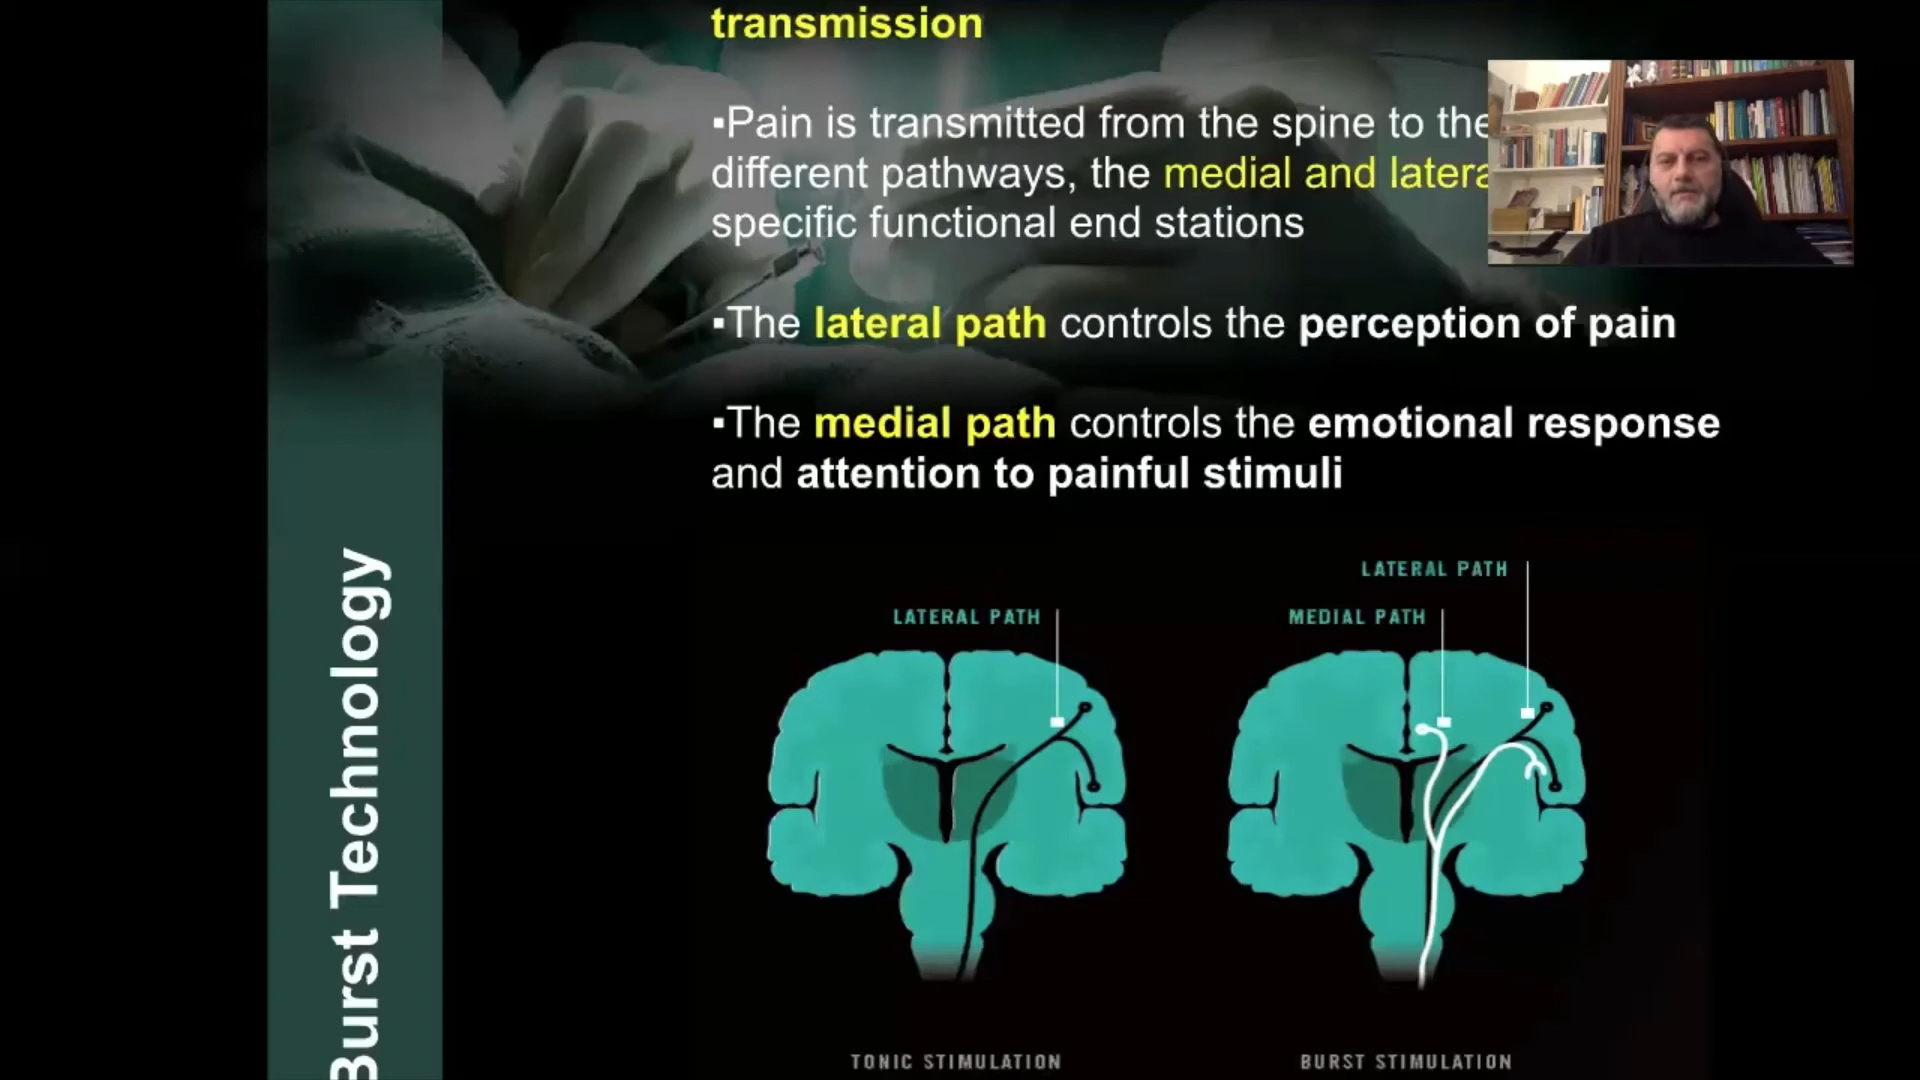 transmission
▪Pain is transmitted from the spine to the
different pathways, the medial and latera
specific functional end stations
▪The lateral path controls the perception of pain
▪The medial path controls the emotional response
and attention to painful stimuli
Burst Technology
LATERAL PATH
LATERAL PATH
MEDIAL PATH
TONIC STIMULATION
BURST STIMULATION